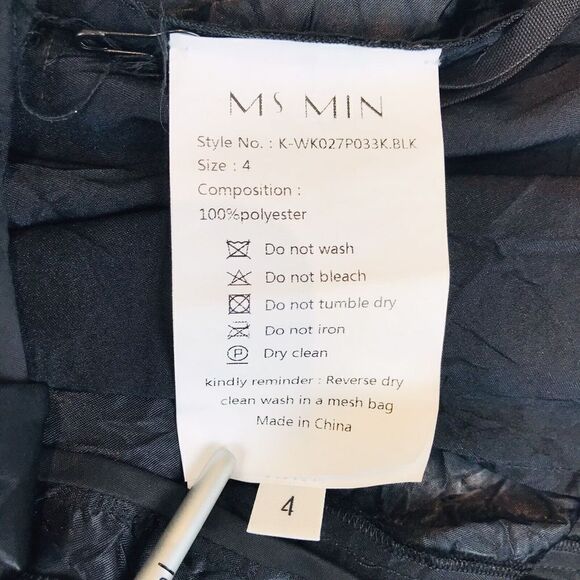 Ms MIN
Style No. : K-WK027P033K.BLK
Size : 4
Composition :
100%polyester
Do not wash
Do not bleach
Do not tumble dry
Do not iron
P Dry clean
kindly reminder : Reverse dry
clean wash in a mesh bag
Made in China
4